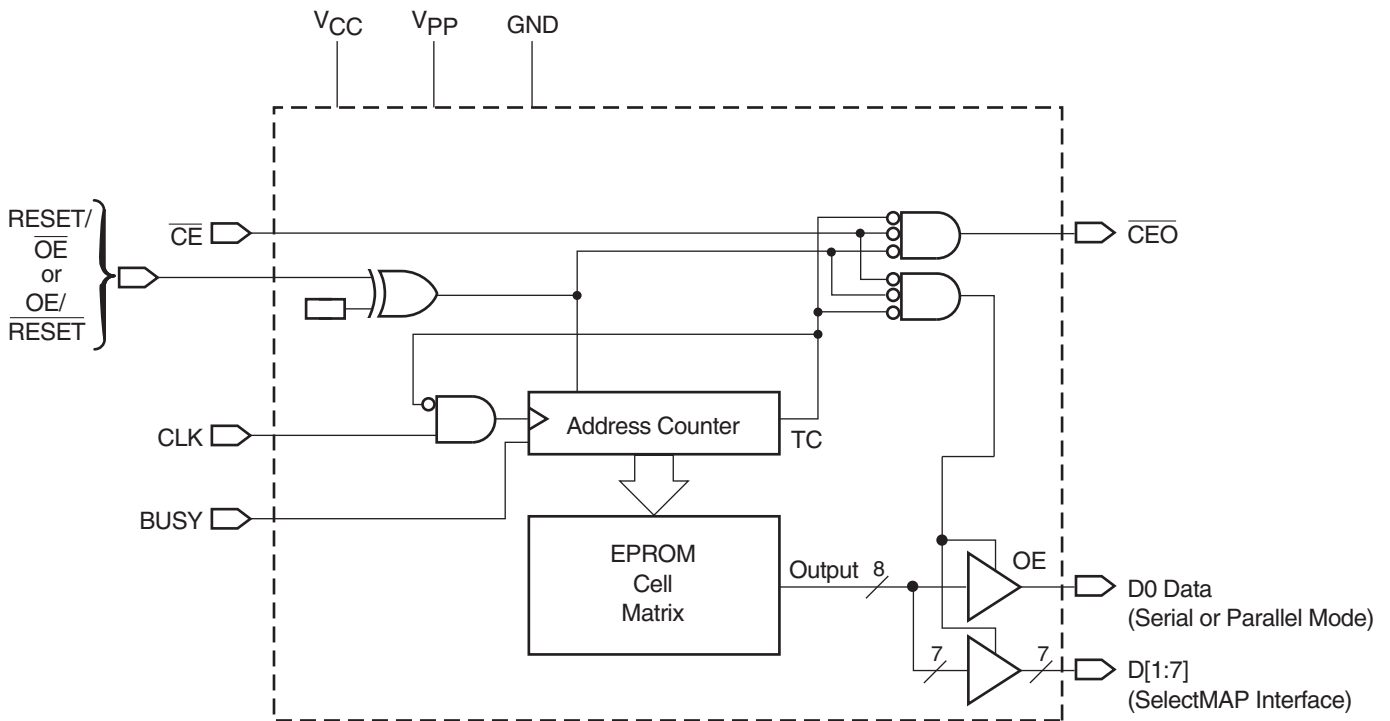 VCC
VPP
GND
RESET/
OE
or
OE/
RESET
CE
CEO
CLK
Address Counter
TC
BUSY
EPROM
Cell
Matrix
Output
8
OE
D0 Data
(Serial or Parallel Mode)
7
7
D[1:7]
(SelectMAP Interface)